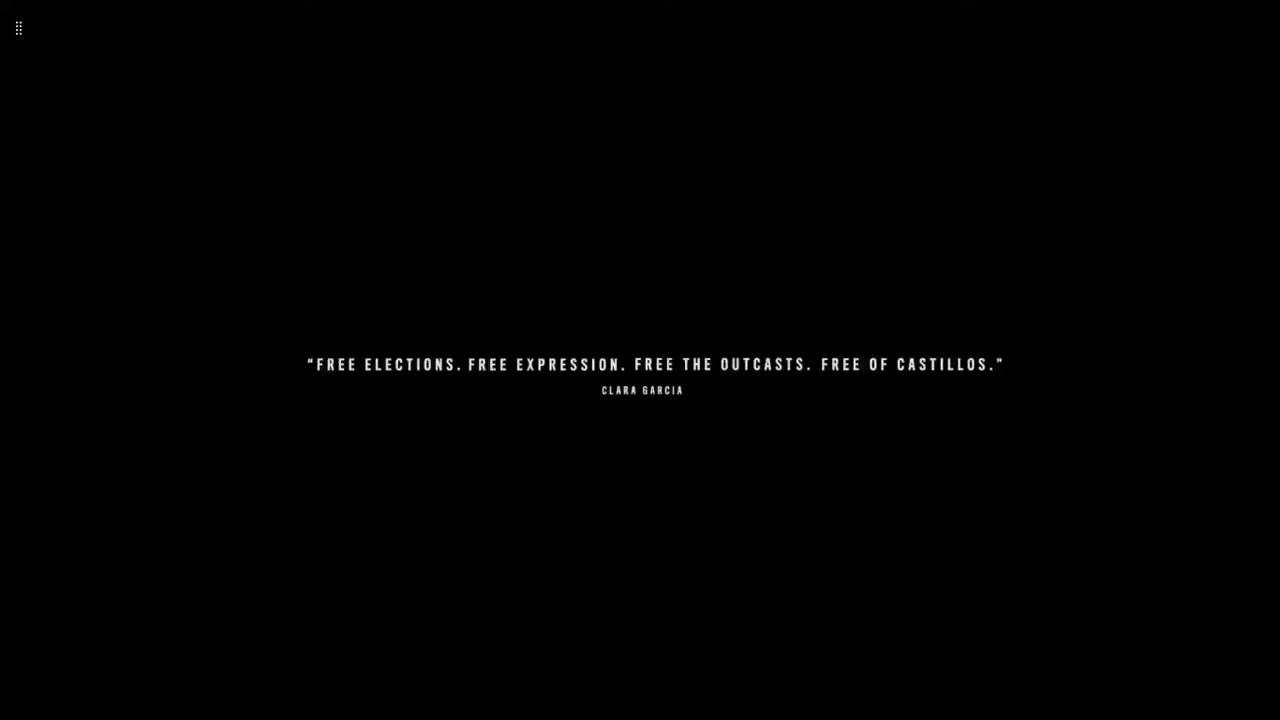 “FREE ELECTIONS. FREE EXPRESSION. FREE THE OUTCASTS. FREE OF CASTILLOS.”
CLARA GARCIA